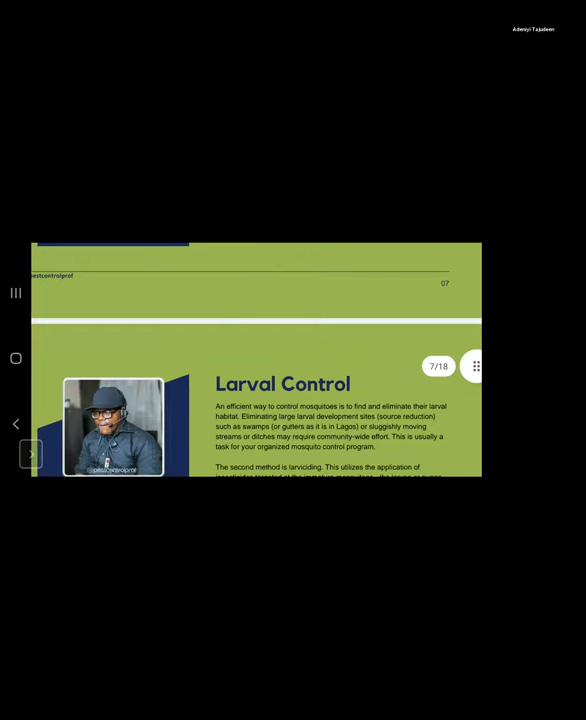 Adeniyi Tajudeen
pestcontrolprof
07
7/18
Larval Control
An efficient way to control mosquitoes is to find and eliminate their larval
habitat. Eliminating large larval development sites (source reduction)
such as swamps (or gutters as it is in Lagos) or sluggishly moving
streams or ditches may require community-wide effort. This is usually a
task for your organized mosquito control program.
The second method is larviciding. This utilizes the application of
@pestcontrolprof